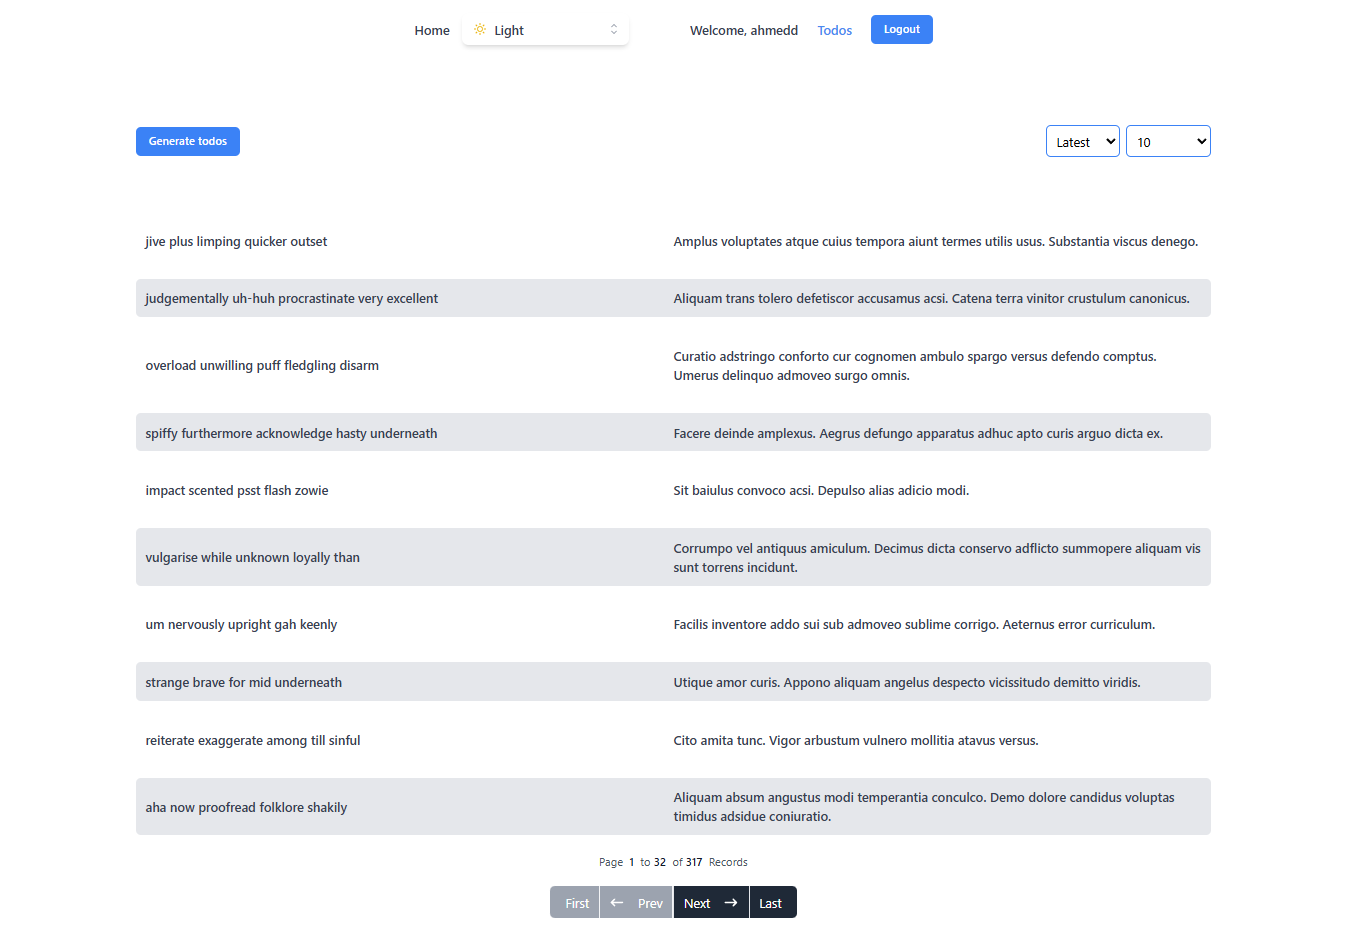 Home Light Welcome, ahmedd Todos Logout
Generate todos Latest 10
jive plus limping quicker outset Amplus voluptates atque cuius tempora aiunt termes utilis usus. Substantia viscus denego.
judgementally uh-huh procrastinate very excellent Aliquam trans tolero defetiscor accusamus acsi. Catena terra vinitor crustulum canonicus.
overload unwilling puff fledgling disarm Curatio adstringo conforto cur cognomen ambulo spargo versus defendo comptus.
Umerus delinquo admoveo surgo omnis.
spiffy furthermore acknowledge hasty underneath Facere deinde amplexus. Aegrus defungo apparatus adhuc apto curis arguo dicta ex.
impact scented psst flash zowie Sit baiulus convoco acsi. Depulso alias adicio modi.
vulgarise while unknown loyally than Corrumpo vel antiquus amiculum. Decimus dicta conservo adflicto summopere aliquam vis
sunt torrens incidunt.
um nervously upright gah keenly Facilis inventore addo sui sub admoveo sublime corrigo. Aeternus error curriculum.
strange brave for mid underneath Utique amor curis. Appono aliquam angelus despecto vicissitudo demitto viridis.
reiterate exaggerate among till sinful Cito amita tunc. Vigor arbustum vulnero mollitia atavus versus.
aha now proofread folklore shakily Aliquam absum angustus modi temperantia conculco. Demo dolore candidus voluptas
timidus adsidue coniuratio.
Page 1 to 32 of 317 Records
First Prev Next Last